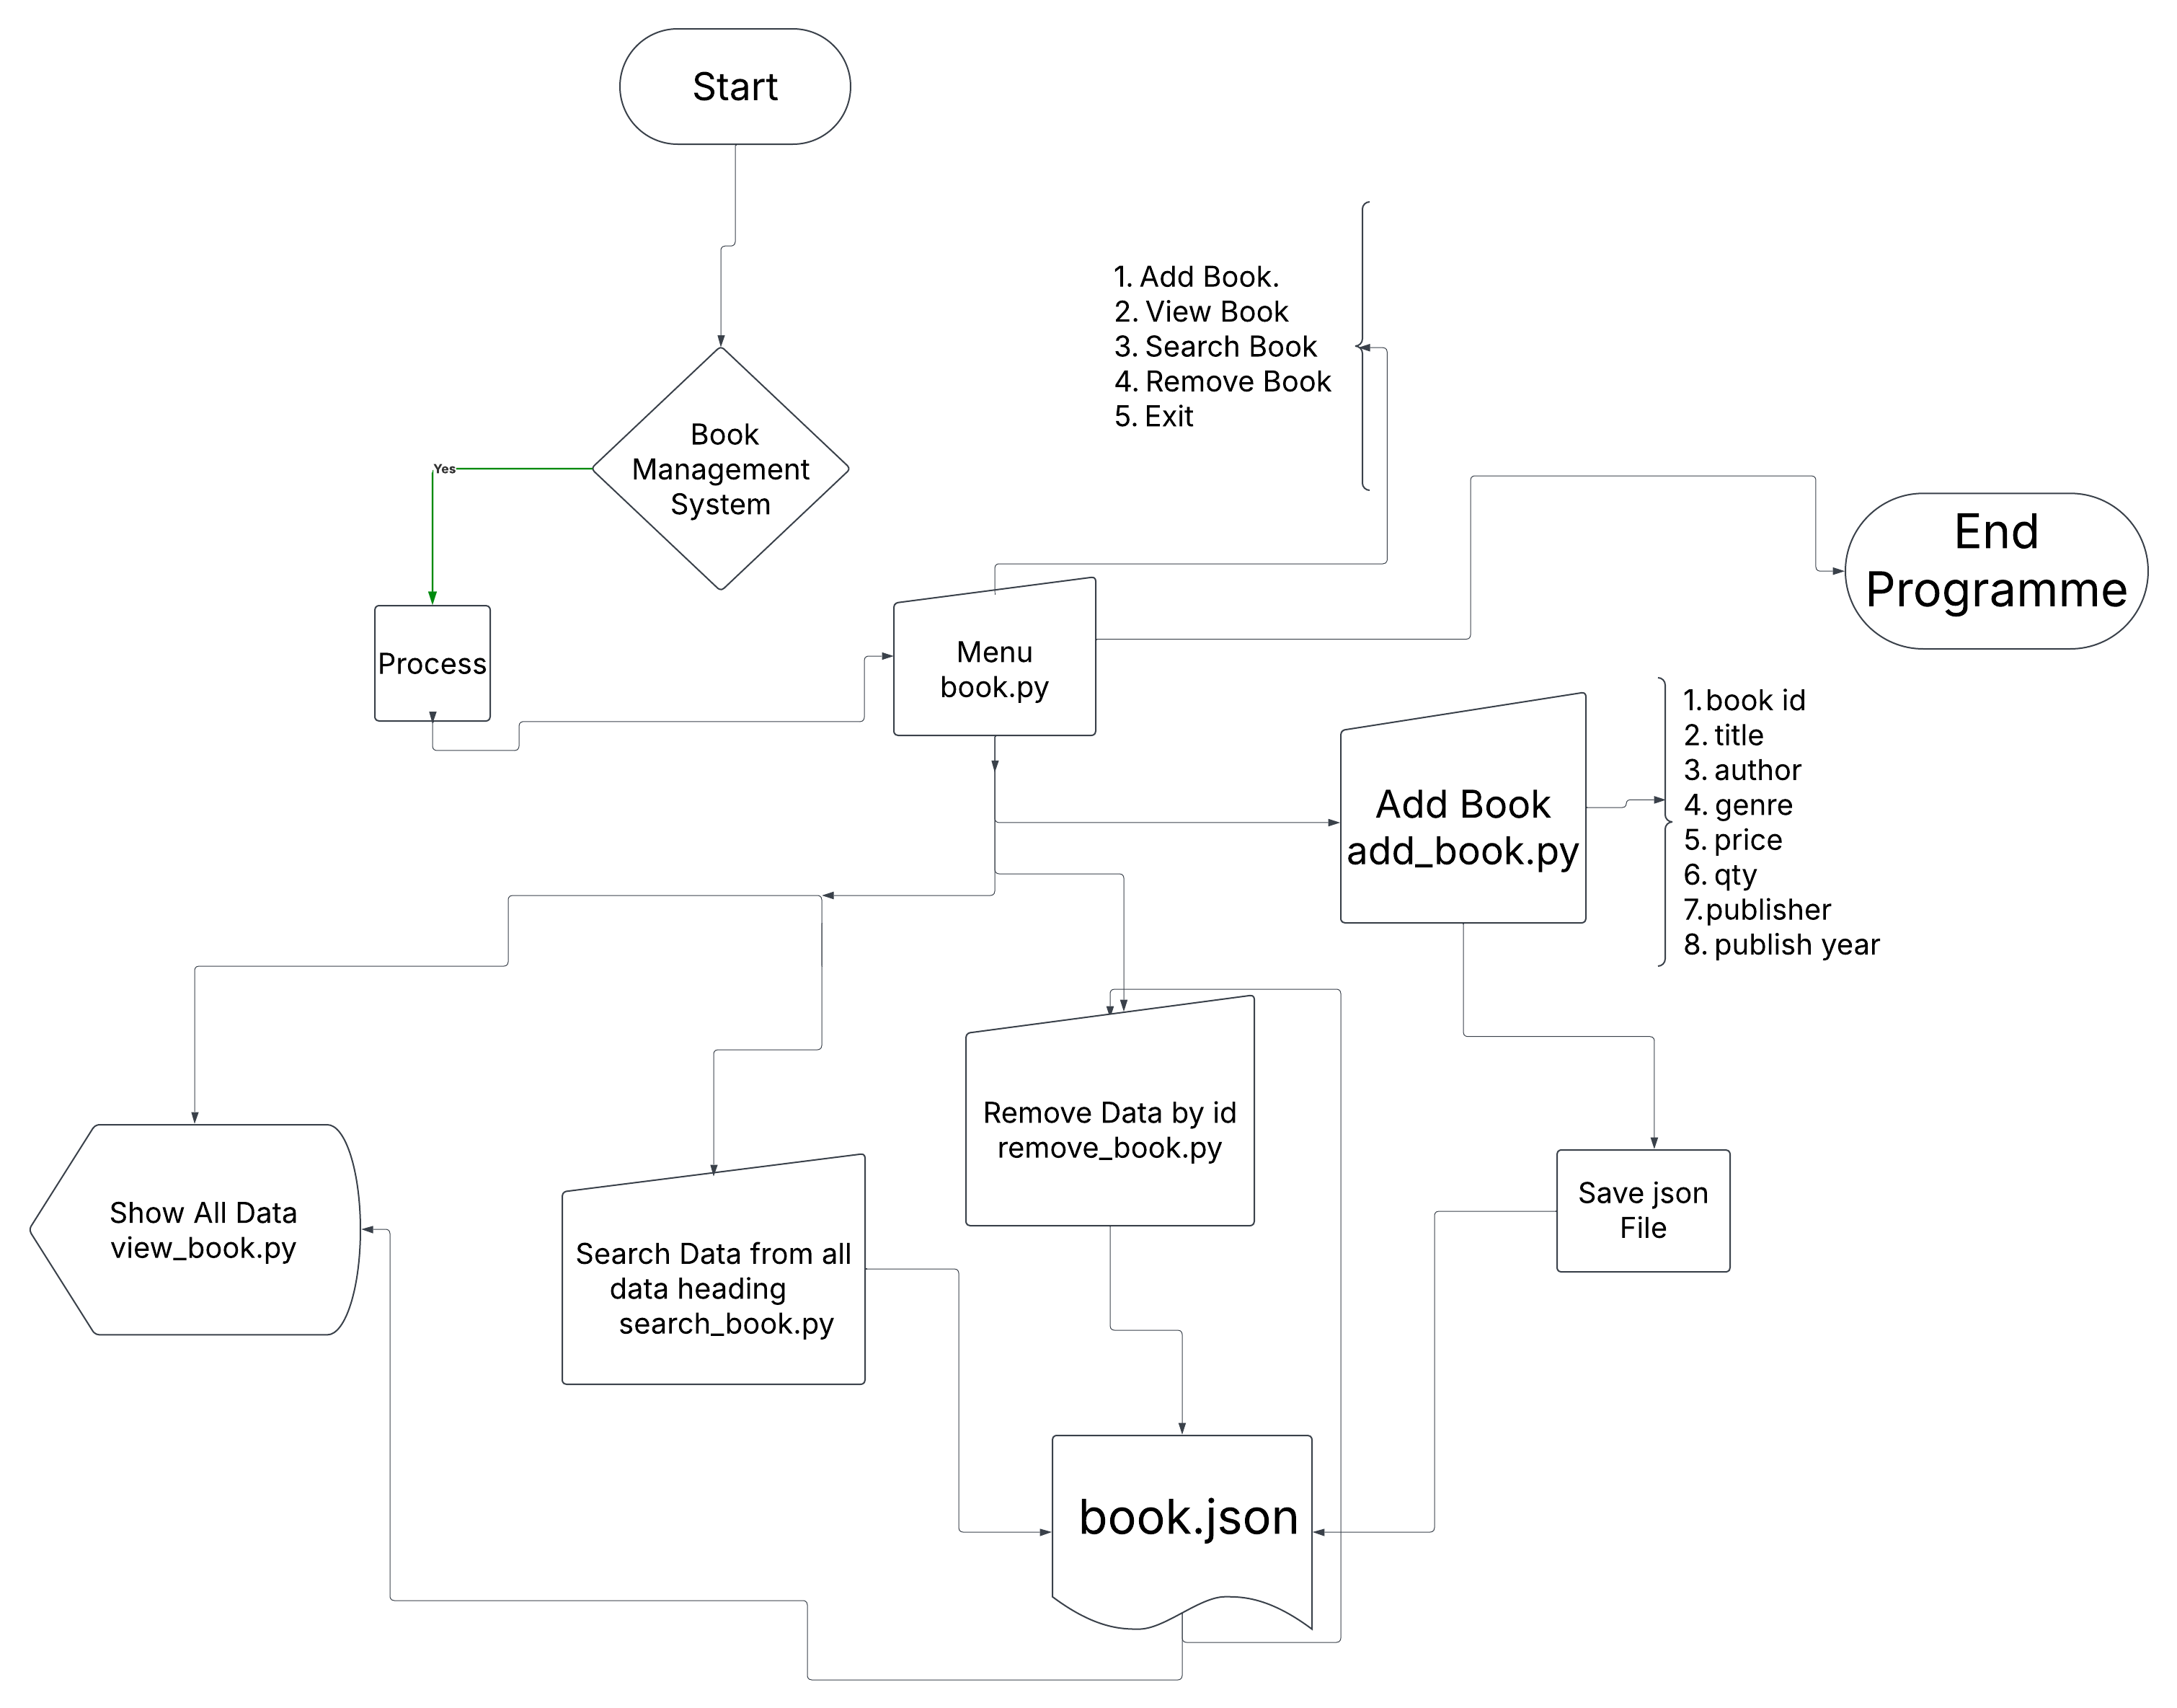 Start
1. Add Book.
2. View Book
3. Search Book
4. Remove Book
5. Exit
Book
Management
System
Yes
End
Programme
Process
Menu
book.py
1.book id
2. title
3. author
4. genre
5. price
6. qty
7.publisher
8. publish year
Add Book
add_book.py
Remove Data by id
remove_book.py
Save json
File
Show All Data
view_book.py
Search Data from all
data heading
search_book.py
book.json